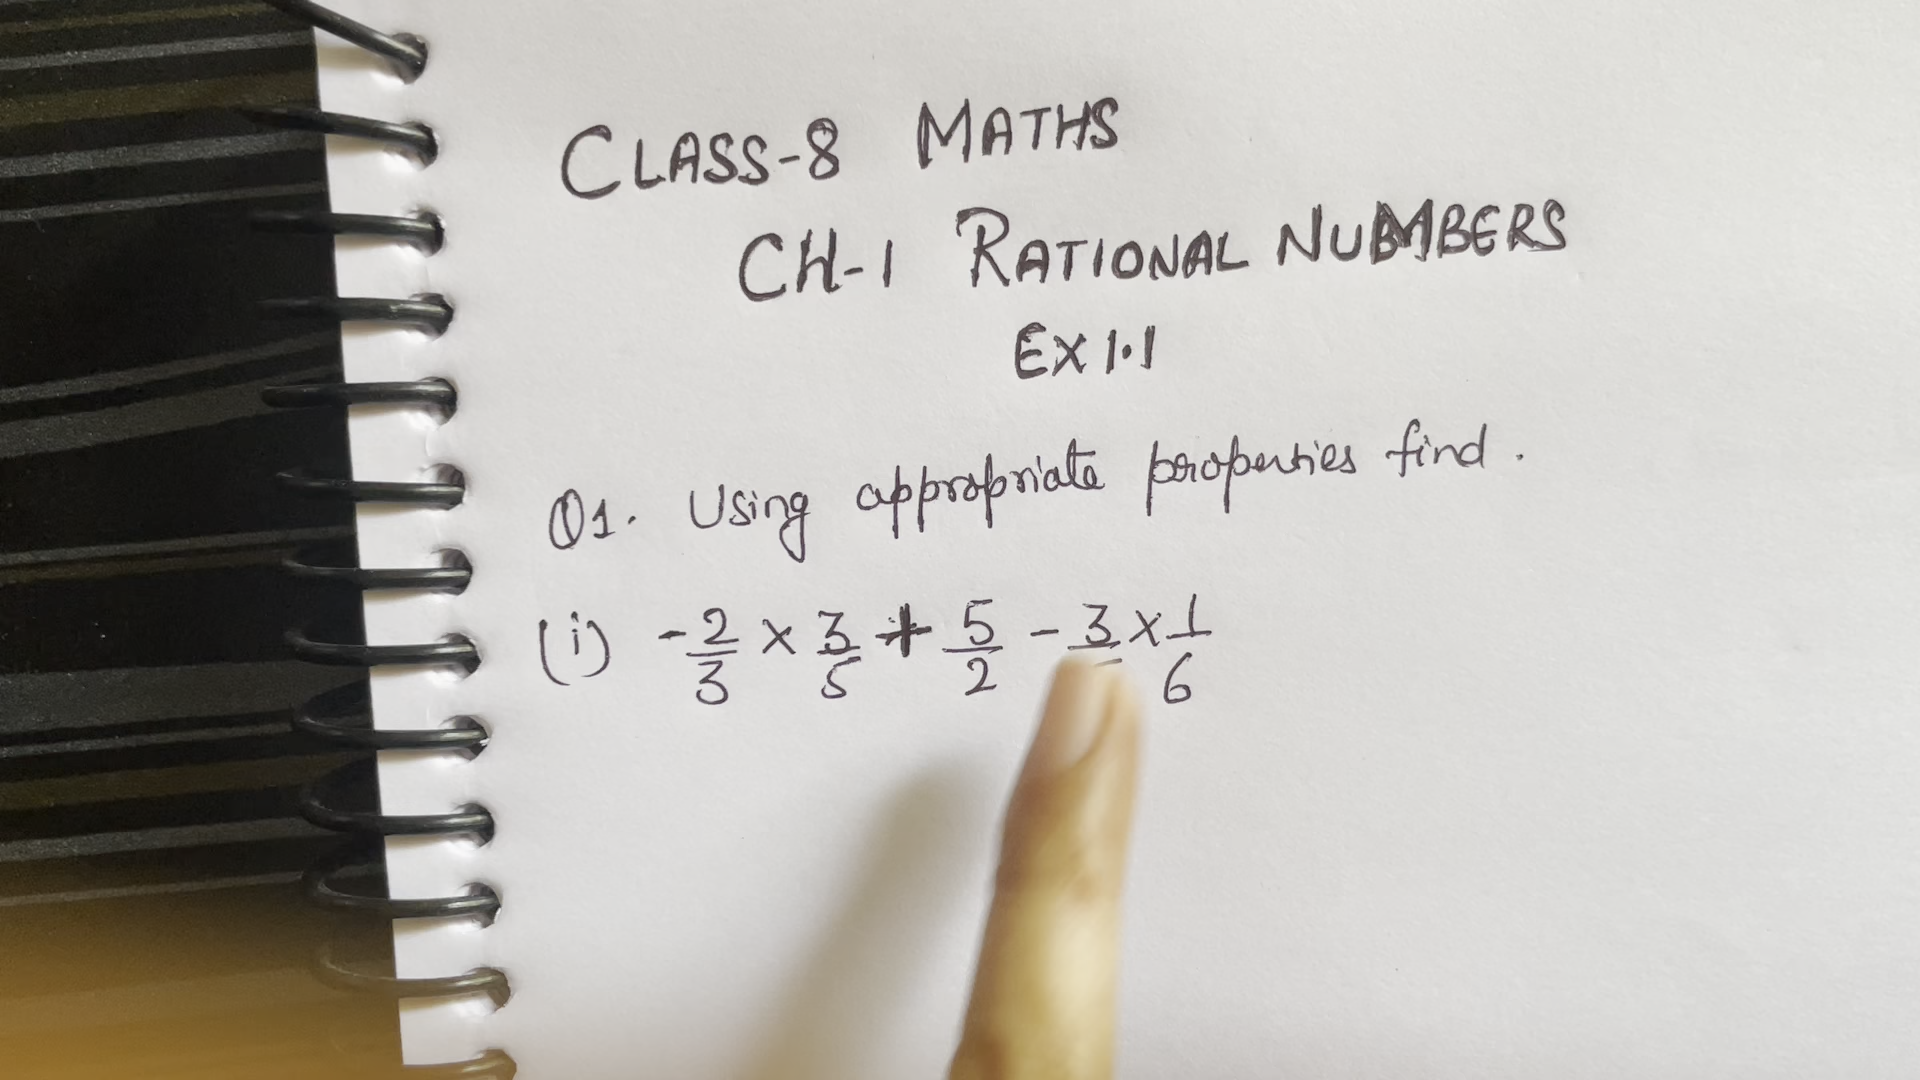 CLASS-8 MATHS
CH-1 RATIONAL NUMBERS
EX 1.1
Q1. Using appropriate properties find.
(i) -2/3 × 3/5 + 5/2 - 3/ × 1/6